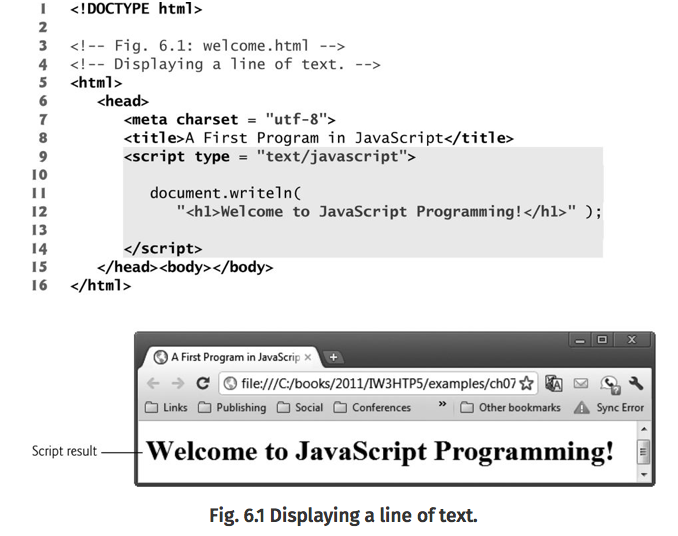 1 <!DOCTYPE html>
2
3 <!-- Fig. 6.1: welcome.html -->
4 <!-- Displaying a line of text. -->
5 <html>
6 <head>
7 <meta charset = "utf-8">
8 <title>A First Program in JavaScript</title>
9 <script type = "text/javascript">
10
11 document.writeln(
12 "<h1>Welcome to JavaScript Programming!</h1>" );
13
14 </script>
15 </head><body></body>
16 </html>
A First Program in JavaScrip ×
file:///C:/books/2011/IW3HTP5/examples/ch07
Links Publishing Social Conferences » Other bookmarks Sync Error
Script result
Welcome to JavaScript Programming!
Fig. 6.1 Displaying a line of text.